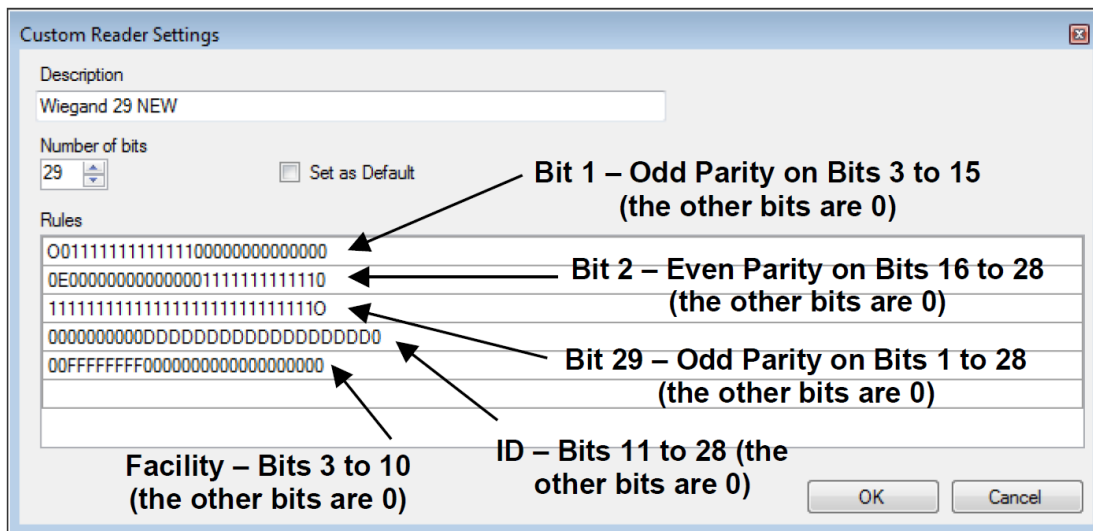 Custom Reader Settings
Description
Wiegand 29 NEW
Number of bits
29
Set as Default
Bit 1 – Odd Parity on Bits 3 to 15
(the other bits are 0)
Rules
O0111111111111100000000000000
0E000000000000011111111111110
Bit 2 – Even Parity on Bits 16 to 28
(the other bits are 0)
1111111111111111111111111111O
0000000000DDDDDDDDDDDDDDDDDD0
00FFFFFFFF0000000000000000000
Bit 29 – Odd Parity on Bits 1 to 28
(the other bits are 0)
Facility – Bits 3 to 10
(the other bits are 0)
ID – Bits 11 to 28 (the
other bits are 0)
OK
Cancel